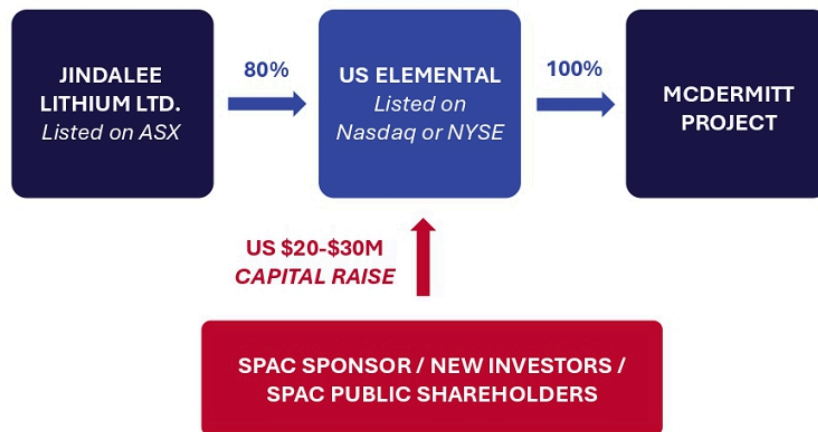 JINDALEE
LITHIUM LTD.
Listed on ASX
80%
US ELEMENTAL
Listed on
Nasdaq or NYSE
100%
MCDERMITT
PROJECT
US $20-$30M
CAPITAL RAISE
SPAC SPONSOR / NEW INVESTORS /
SPAC PUBLIC SHAREHOLDERS